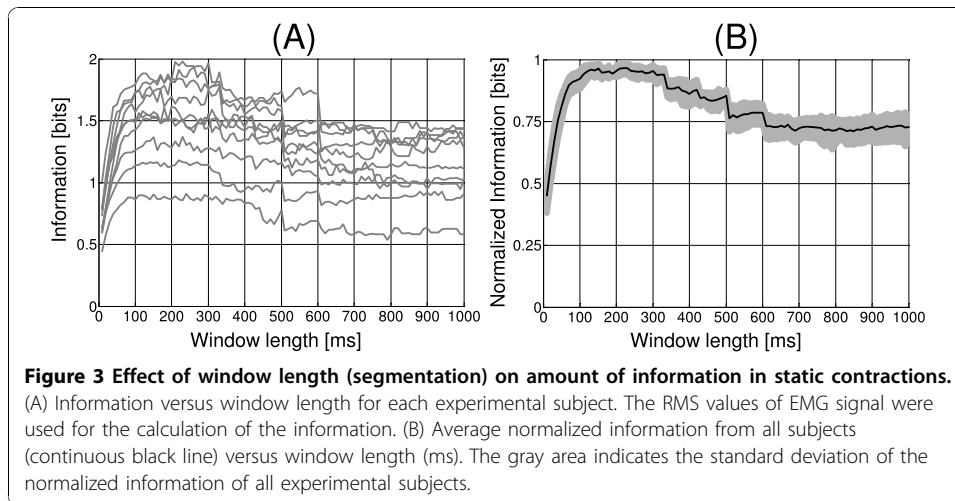 (A)
(B)
Information [bits]
2
1.5
1
0.5
0
0 100 200 300 400 500 600 700 800 900 1000
Window length [ms]
Normalized Information [bits]
1
0.75
0.5
0.25
0
0 100 200 300 400 500 600 700 800 900 1000
Window length [ms]
Figure 3 Effect of window length (segmentation) on amount of information in static contractions.
(A) Information versus window length for each experimental subject. The RMS values of EMG signal were
used for the calculation of the information. (B) Average normalized information from all subjects
(continuous black line) versus window length (ms). The gray area indicates the standard deviation of the
normalized information of all experimental subjects.